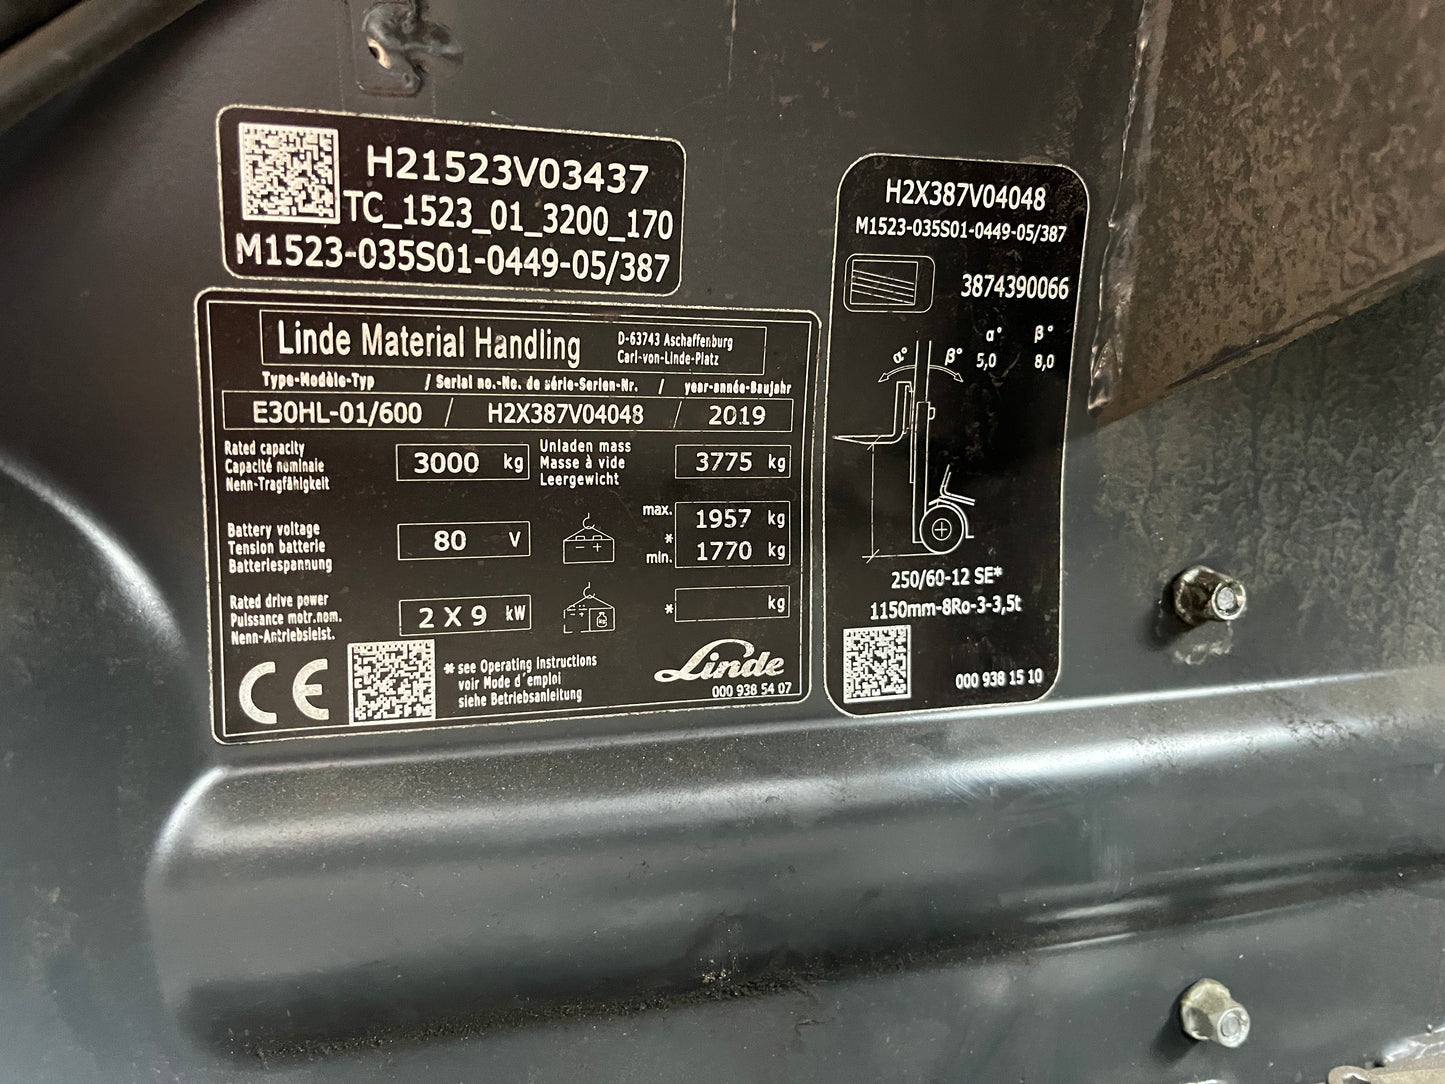 H21523V03437
TC_1523_01_3200_170
M1523-035S01-0449-05/387
Linde Material Handling
D-63743 Aschaffenburg
Carl-von-Linde-Platz
Type-Modèle-Typ / Serial no.-No. de série-Serien-Nr. / year-année-Baujahr
E30HL-01/600 / H2X387V04048 / 2019
Rated capacity
Capacité nominale
Nenn-Tragfähigkeit
3000 kg
Unladen mass
Masse à vide
Leergewicht
3775 kg
Battery voltage
Tension batterie
Batteriespannung
80 V
- +
max. 1957 kg
*
min. 1770 kg
Rated drive power
Puissance motr.nom.
Nenn-Antriebsleist.
2 X 9 kW
* kg
CE
* see Operating instructions
voir Mode d'emploi
siehe Betriebsanleitung
Linde
000 938 54 07
H2X387V04048
M1523-035S01-0449-05/387
3874390066
α° β°
5,0 8,0
α° β°
250/60-12 SE*
1150mm-8Ro-3-3,5t
000 938 15 10